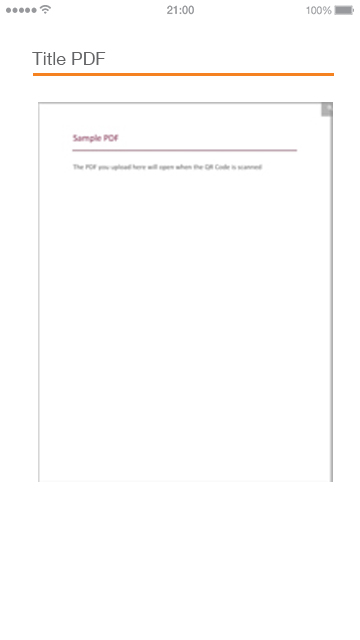 21:00
100%
Title PDF
Sample PDF
The PDF you upload here will open when the QR Code is scanned